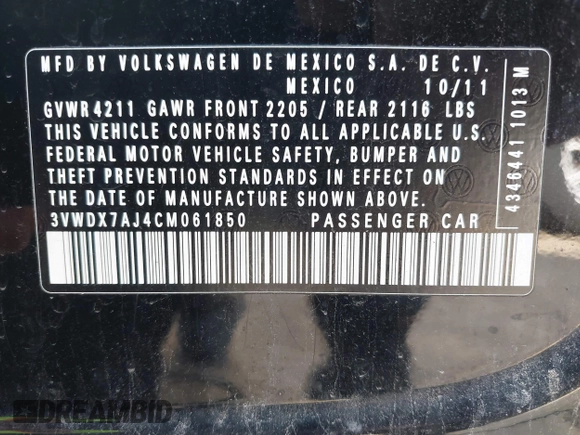 MFD BY VOLKSWAGEN DE MEXICO S.A. DE C.V.
MEXICO 10/11
GVWR 4211 GAWR FRONT 2205 / REAR 2116 LBS
THIS VEHICLE CONFORMS TO ALL APPLICABLE U.S.
FEDERAL MOTOR VEHICLE SAFETY, BUMPER AND
THEFT PREVENTION STANDARDS IN EFFECT ON
THE DATE OF MANUFACTURE SHOWN ABOVE.
3VWDX7AJ4CM061850 PASSENGER CAR
4346441 1013 M
DREAMBID